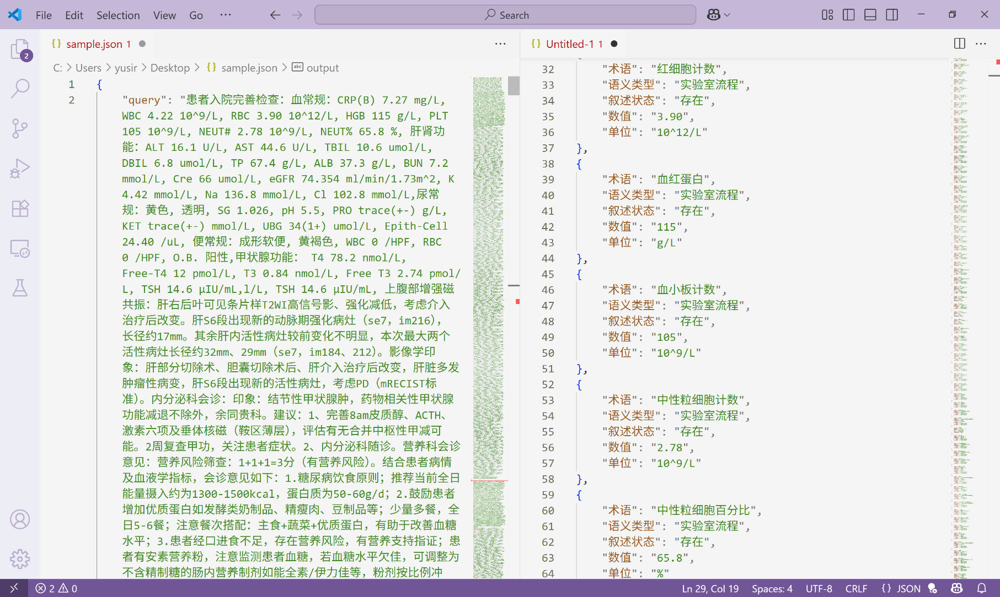 File Edit Selection View Go ··· Search
sample.json 1
C: > Users > yusir > Desktop > {} sample.json > output
1 {
2 "query": "患者入院完善检查：血常规：CRP(B) 7.27 mg/L,
WBC 4.22 10^9/L, RBC 3.90 10^12/L, HGB 115 g/L, PLT
105 10^9/L, NEUT# 2.78 10^9/L, NEUT% 65.8 %, 肝肾功
能：ALT 16.1 U/L, AST 44.6 U/L, TBIL 10.6 umol/L,
DBIL 6.8 umol/L, TP 67.4 g/L, ALB 37.3 g/L, BUN 7.2
mmol/L, Cre 66 umol/L, eGFR 74.354 ml/min/1.73m^2, K
4.42 mmol/L, Na 136.8 mmol/L, Cl 102.8 mmol/L,尿常
规：黄色, 透明, SG 1.026, pH 5.5, PRO trace(+-) g/L,
KET trace(+-) mmol/L, UBG 34(1+) umol/L, Epith-Cell
24.40 /uL, 便常规：成形软便, 黄褐色, WBC 0 /HPF, RBC
0 /HPF, O.B. 阳性,甲状腺功能： T4 78.2 nmol/L,
Free-T4 12 pmol/L, T3 0.84 nmol/L, Free T3 2.74 pmol/
L, TSH 14.6 μIU/mL,l/L, TSH 14.6 μIU/mL, 上腹部增强磁
共振：肝右后叶可见条片样T2WI高信号影、强化减低，考虑介入
治疗后改变。肝S6段出现新的动脉期强化病灶（se7，im216），
长径约17mm。其余肝内活性病灶较前变化不明显，本次最大两个
活性病灶长径约32mm、29mm（se7，im184、212）。影像学印
象：肝部分切除术、胆囊切除术后、肝介入治疗后改变，肝脏多发
肿瘤性病变，肝S6段出现新的活性病灶，考虑PD（mRECIST标
准）。内分泌科会诊：印象：结节性甲状腺肿，药物相关性甲状腺
功能减退不除外，余同贵科。建议：1、完善8am皮质醇、ACTH、
激素六项及垂体核磁（鞍区薄层），评估有无合并中枢性甲减可
能。2周复查甲功，关注患者症状。2、内分泌随诊。营养科会诊
意见：营养风险筛查：1+1+1=3分（有营养风险）。结合患者病情
及血液学指标，会诊意见如下：1.糖尿病饮食原则；推荐当前全日
能量摄入约为1300-1500kcal，蛋白质为50-60g/d；2.鼓励患者
增加优质蛋白如发酵类奶制品、精瘦肉、豆制品等；少量多餐，全
日5-6餐；注意餐次搭配：主食+蔬菜+优质蛋白，有助于改善血糖
水平；3.患者经口进食不足，存在营养风险，有营养支持指证；患
者有安素营养粉，注意监测患者血糖，若血糖水平欠佳，可调整为
不含精制糖的肠内营养制剂如能全素/伊力佳等，粉剂按比例冲
Untitled-1 1
32 "术语": "红细胞计数",
33 "语义类型": "实验室流程",
34 "叙述状态": "存在",
35 "数值": "3.90",
36 "单位": "10^12/L"
37 },
38 {
39 "术语": "血红蛋白",
40 "语义类型": "实验室流程",
41 "叙述状态": "存在",
42 "数值": "115",
43 "单位": "g/L"
44 },
45 {
46 "术语": "血小板计数",
47 "语义类型": "实验室流程",
48 "叙述状态": "存在",
49 "数值": "105",
50 "单位": "10^9/L"
51 },
52 {
53 "术语": "中性粒细胞计数",
54 "语义类型": "实验室流程",
55 "叙述状态": "存在",
56 "数值": "2.78",
57 "单位": "10^9/L"
58 },
59 {
60 "术语": "中性粒细胞百分比",
61 "语义类型": "实验室流程",
62 "叙述状态": "存在",
63 "数值": "65.8",
64 "单位": "%"
2
2 0 Ln 29, Col 19 Spaces: 4 UTF-8 CRLF {} JSON